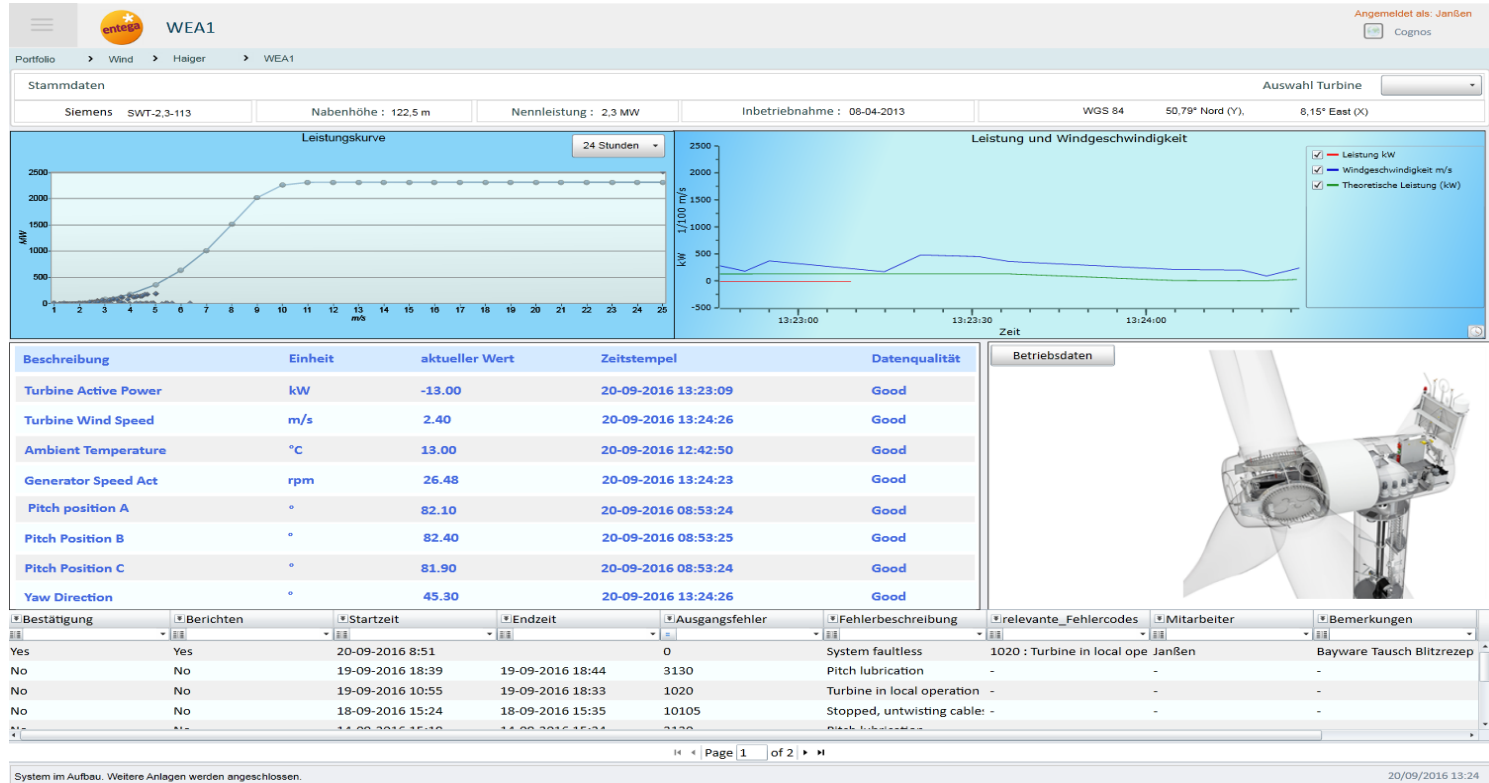 entega WEA1 Angemeldet als: Janßen
Cognos
Portfolio > Wind > Haiger > WEA1
Stammdaten Auswahl Turbine
Siemens SWT-2,3-113 Nabenhöhe : 122,5 m Nennleistung : 2,3 MW Inbetriebnahme : 08-04-2013 WGS 84 50,79° Nord (Y), 8,15° East (X)
Leistungskurve
24 Stunden
2500
2000
1500
1000
500
0
MW
1 2 3 4 5 6 7 8 9 10 11 12 13 14 15 16 17 18 19 20 21 22 23 24 25
m/s
Leistung und Windgeschwindigkeit
2500
2000
1500
1000
500
0
-500
kW 1/100 m/s
13:23:00 13:23:30 13:24:00
Zeit
Leistung kW
Windgeschwindigkeit m/s
Theoretische Leistung (kW)
Beschreibung Einheit aktueller Wert Zeitstempel Datenqualität
Turbine Active Power kW -13.00 20-09-2016 13:23:09 Good
Turbine Wind Speed m/s 2.40 20-09-2016 13:24:26 Good
Ambient Temperature °C 13.00 20-09-2016 12:42:50 Good
Generator Speed Act rpm 26.48 20-09-2016 13:24:23 Good
Pitch position A ° 82.10 20-09-2016 08:53:24 Good
Pitch Position B ° 82.40 20-09-2016 08:53:25 Good
Pitch Position C ° 81.90 20-09-2016 08:53:24 Good
Yaw Direction ° 45.30 20-09-2016 13:24:26 Good
Betriebsdaten
Bestätigung Berichten Startzeit Endzeit Ausgangsfehler Fehlerbeschreibung relevante_Fehlercodes Mitarbeiter Bemerkungen
=
Yes Yes 20-09-2016 8:51 0 System faultless 1020 : Turbine in local ope Janßen Bayware Tausch Blitzrezep
No No 19-09-2016 18:39 19-09-2016 18:44 3130 Pitch lubrication - - -
No No 19-09-2016 10:55 19-09-2016 18:33 1020 Turbine in local operation - - -
No No 18-09-2016 15:24 18-09-2016 15:35 10105 Stopped, untwisting cable: - - -
Page 1 of 2
System im Aufbau. Weitere Anlagen werden angeschlossen. 20/09/2016 13:24